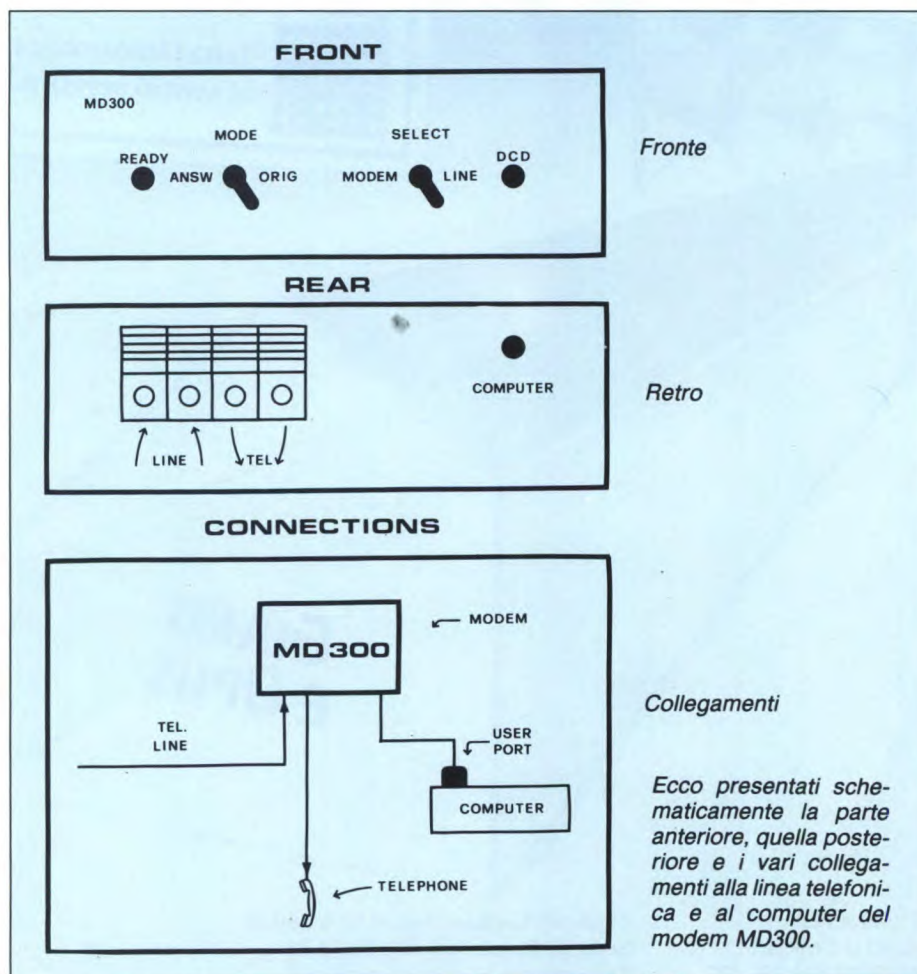 FRONT
MD300
MODE
SELECT
READY
ANSW
ORIG
MODEM
LINE
DCD
Fronte
REAR
COMPUTER
LINE
TEL
Retro
CONNECTIONS
MD300
MODEM
TEL.
LINE
USER
PORT
COMPUTER
TELEPHONE
Collegamenti
Ecco presentati sche-
maticamente la parte
anteriore, quella poste-
riore e i vari collega-
menti alla linea telefoni-
ca e al computer del
modem MD300.